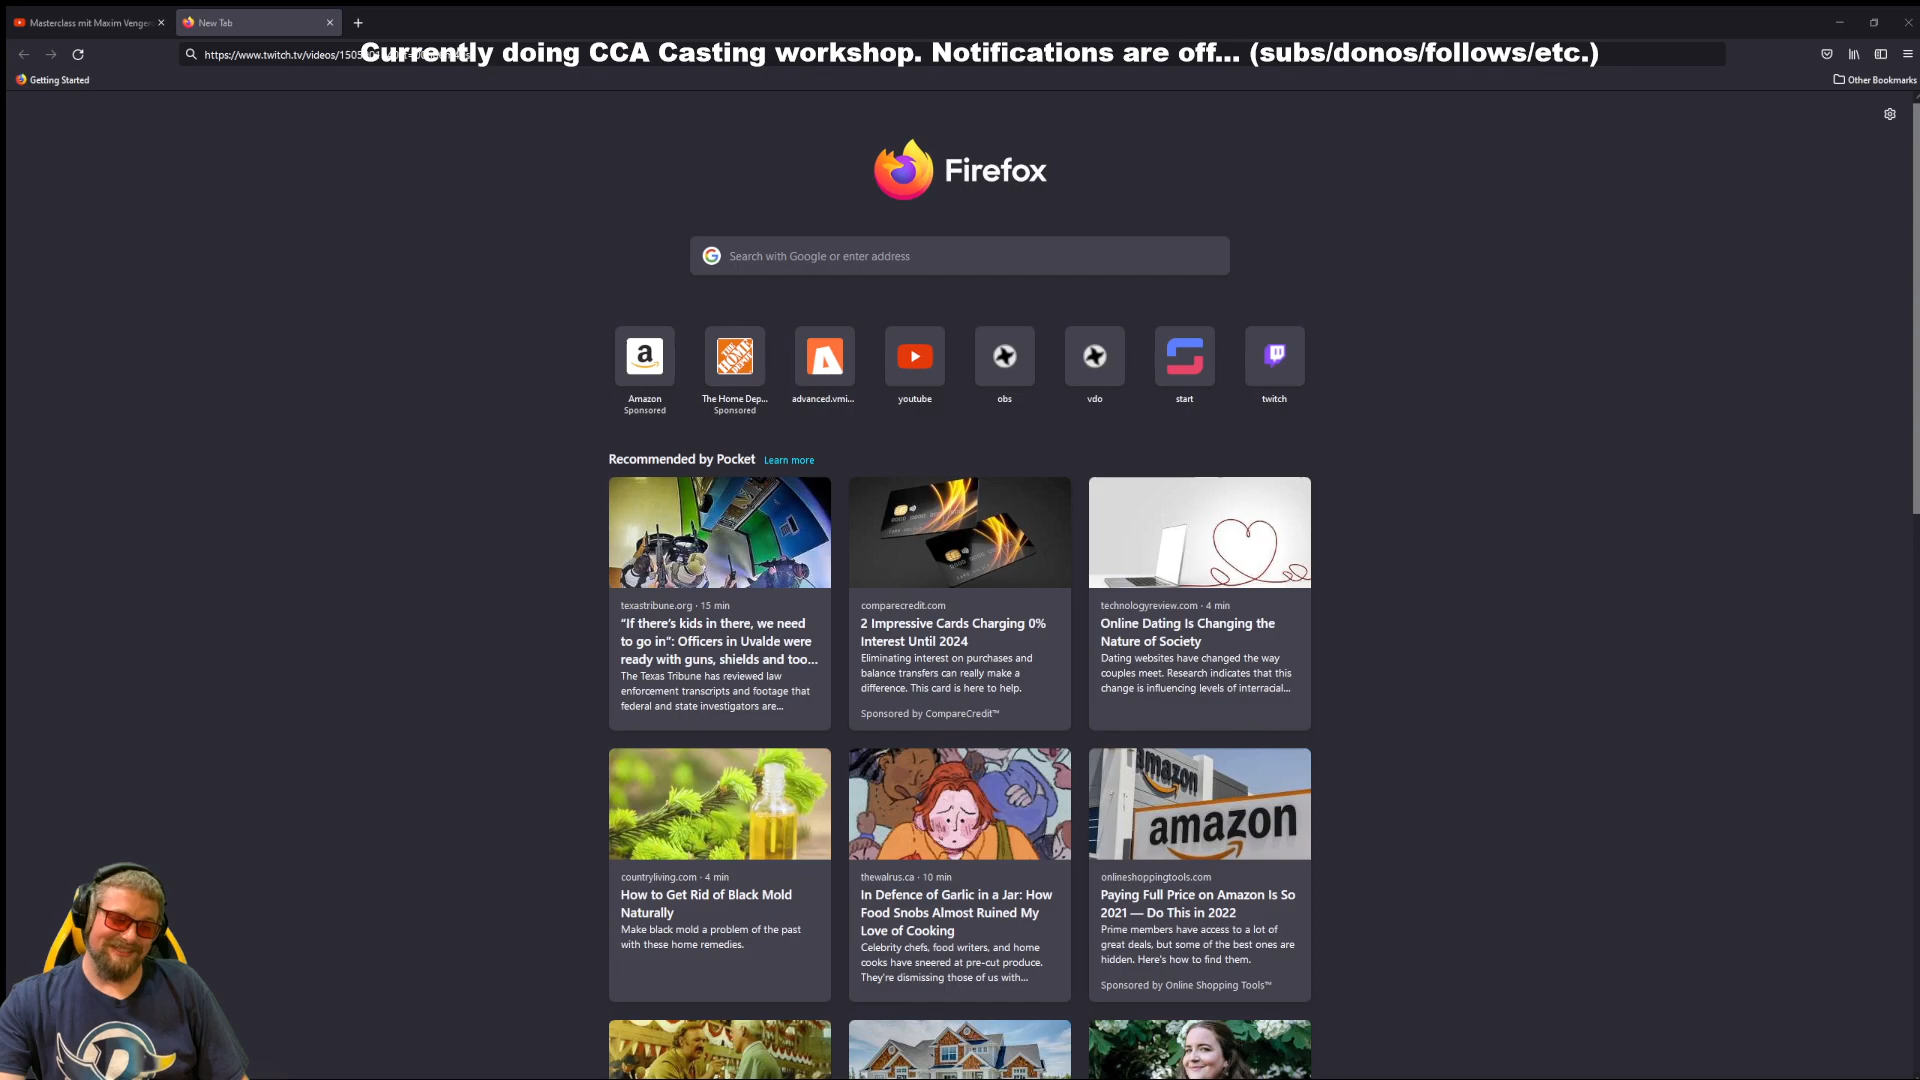 Masterclass mit Maxim Venger
New Tab
https://www.twitch.tv/videos/1505
Currently doing CCA Casting workshop. Notifications are off... (subs/donos/follows/etc.)
Getting Started
Other Bookmarks
Firefox
Search with Google or enter address
Amazon
Sponsored
The Home Dep...
Sponsored
advanced.vmi...
youtube
obs
vdo
start
twitch
Recommended by Pocket Learn more
texastribune.org · 15 min
“If there’s kids in there, we need
to go in”: Officers in Uvalde were
ready with guns, shields and too...
The Texas Tribune has reviewed law
enforcement transcripts and footage that
federal and state investigators are...
comparecredit.com
2 Impressive Cards Charging 0%
Interest Until 2024
Eliminating interest on purchases and
balance transfers can really make a
difference. This card is here to help.
Sponsored by CompareCredit™
technologyreview.com · 4 min
Online Dating Is Changing the
Nature of Society
Dating websites have changed the way
couples meet. Research indicates that this
change is influencing levels of interracial...
countryliving.com · 4 min
How to Get Rid of Black Mold
Naturally
Make black mold a problem of the past
with these home remedies.
thewalrus.ca · 10 min
In Defence of Garlic in a Jar: How
Food Snobs Almost Ruined My
Love of Cooking
Celebrity chefs, food writers, and home
cooks have sneered at pre-cut produce.
They're dismissing those of us with...
amazon
amazon
onlineshoppingtools.com
Paying Full Price on Amazon Is So
2021 — Do This in 2022
Prime members have access to a lot of
great deals, but some of the best ones are
hidden. Here's how to find them.
Sponsored by Online Shopping Tools™